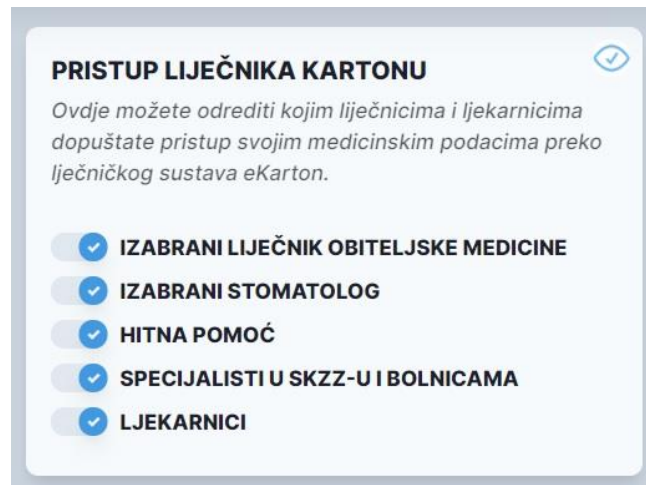 PRISTUP LIJEČNIKA KARTONU
Ovdje možete odrediti kojim liječnicima i ljekarnicima
dopuštate pristup svojim medicinskim podacima preko
lječničkog sustava eKarton.
IZABRANI LIJEČNIK OBITELJSKE MEDICINE
IZABRANI STOMATOLOG
HITNA POMOĆ
SPECIJALISTI U SKZZ-U I BOLNICAMA
LJEKARNICI